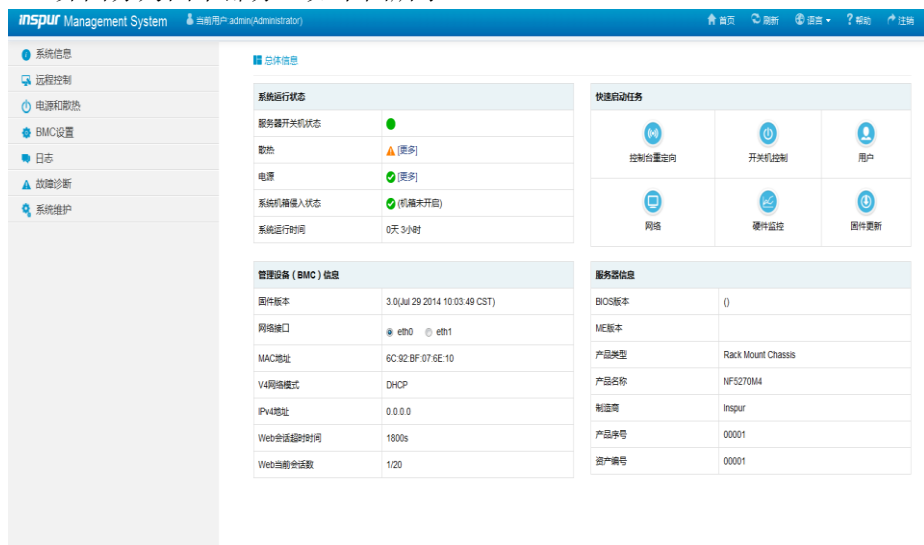 inspur Management System
当前用户:admin(Administrator)
首页
刷新
语言
帮助
注销
系统信息
远程控制
电源和散热
BMC设置
日志
故障诊断
系统维护
总体信息
系统运行状态
服务器开关机状态
散热 [更多]
电源 [更多]
系统机箱侵入状态 (机箱未开启)
系统运行时间 0天 3小时
快速启动任务
控制台重定向
开关机控制
用户
网络
硬件监控
固件更新
管理设备 ( BMC ) 信息
固件版本 3.0(Jul 29 2014 10:03:49 CST)
网络接口 eth0 eth1
MAC地址 6C:92:BF:07:6E:10
V4网络模式 DHCP
IPv4地址 0.0.0.0
Web会话超时时间 1800s
Web当前会话数 1/20
服务器信息
BIOS版本 ()
ME版本
产品类型 Rack Mount Chassis
产品名称 NF5270M4
制造商 Inspur
产品序号 00001
资产编号 00001